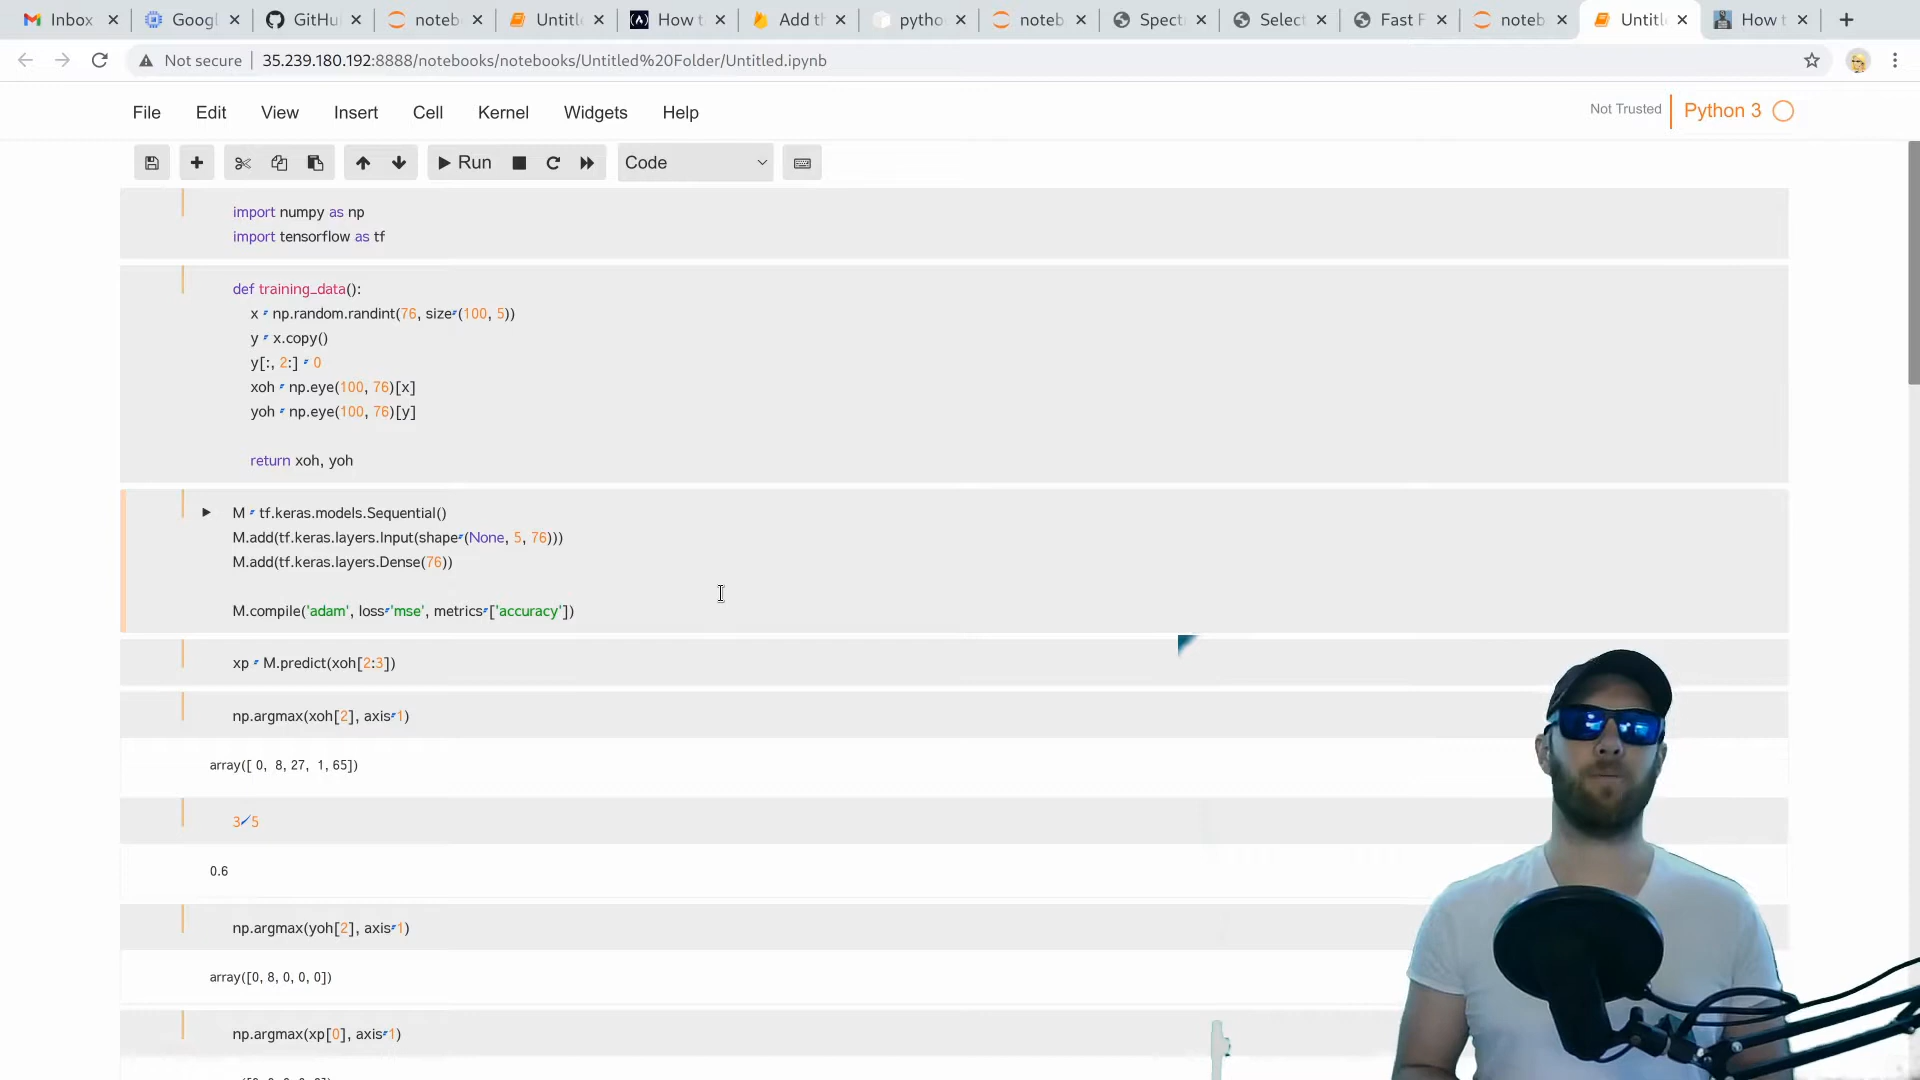 Inbox
Googl
GitHu
noteb
Untitl
How t
Add t
pytho
noteb
Spect
Selec
Fast F
noteb
Untitl
How t
Not secure
35.239.180.192:8888/notebooks/notebooks/Untitled%20Folder/Untitled.ipynb
File Edit View Insert Cell Kernel Widgets Help
Not Trusted
Python 3
Run
Code
import numpy as np
import tensorflow as tf
def training_data():
x = np.random.randint(76, size=(100, 5))
y = x.copy()
y[:, 2:] = 0
xoh = np.eye(100, 76)[x]
yoh = np.eye(100, 76)[y]
return xoh, yoh
M = tf.keras.models.Sequential()
M.add(tf.keras.layers.Input(shape=(None, 5, 76)))
M.add(tf.keras.layers.Dense(76))
M.compile('adam', loss='mse', metrics=['accuracy'])
xp = M.predict(xoh[2:3])
np.argmax(xoh[2], axis=1)
array([ 0, 8, 27, 1, 65])
3/5
0.6
np.argmax(yoh[2], axis=1)
array([0, 8, 0, 0, 0])
np.argmax(xp[0], axis=1)